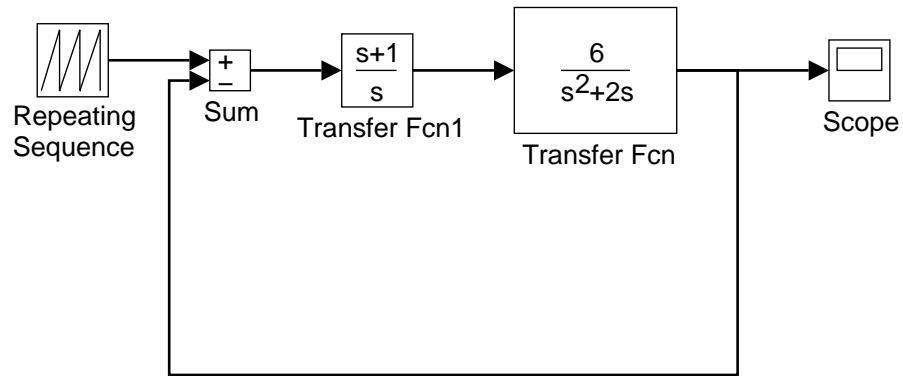 Repeating
Sequence
+
−
Sum
s+1
s
Transfer Fcn1
6
s²+2s
Transfer Fcn
Scope